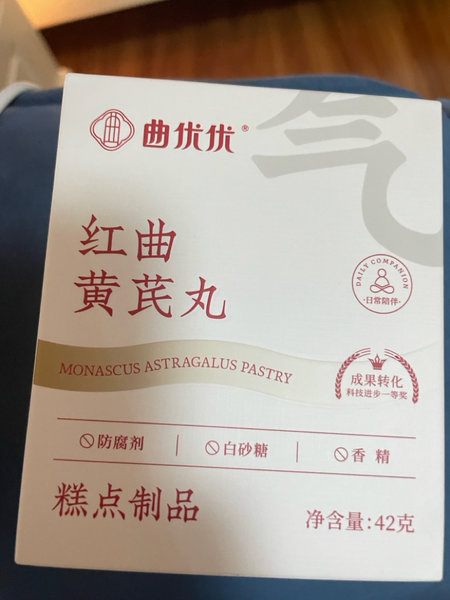 曲优优®
气
红曲
黄芪丸
DAILY COMPANION
·日常陪伴·
MONASCUS ASTRAGALUS PASTRY
成果转化
科技进步一等奖
防腐剂 | 白砂糖 | 香精
糕点制品
净含量:42克